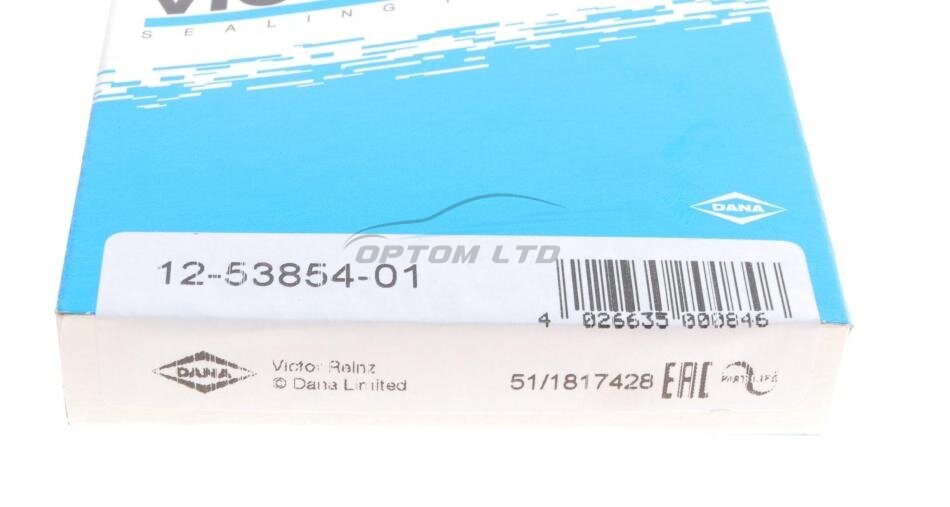 SEALING
DANA
OPTOM LTD
12-53854-01
4 026635 000846
DANA
Victor Reinz
© Dana Limited
51/1817428
EAC